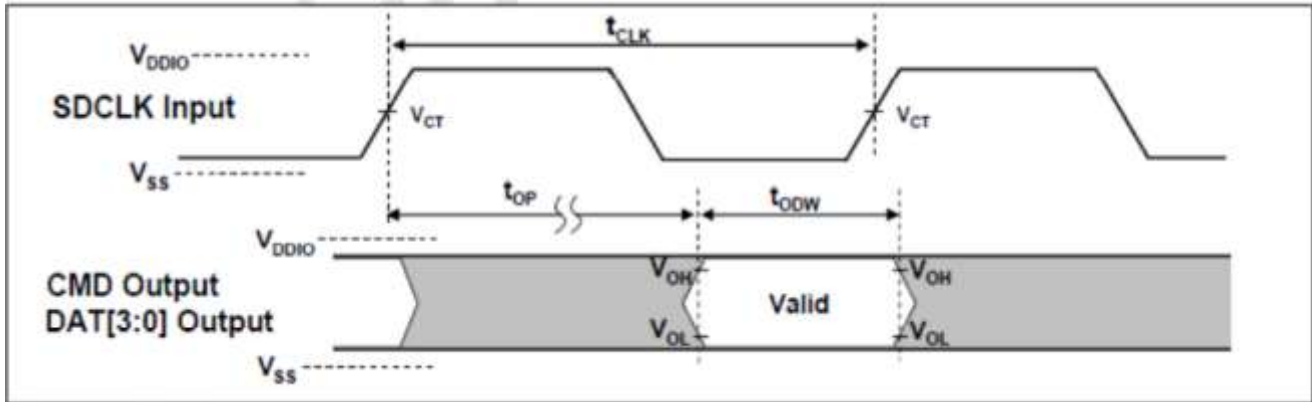 tCLK
VDDIO
SDCLK Input
VCT
VCT
VSS
tOP
tODW
VDDIO
VOH
VOH
CMD Output
DAT[3:0] Output
Valid
VOL
VOL
VSS